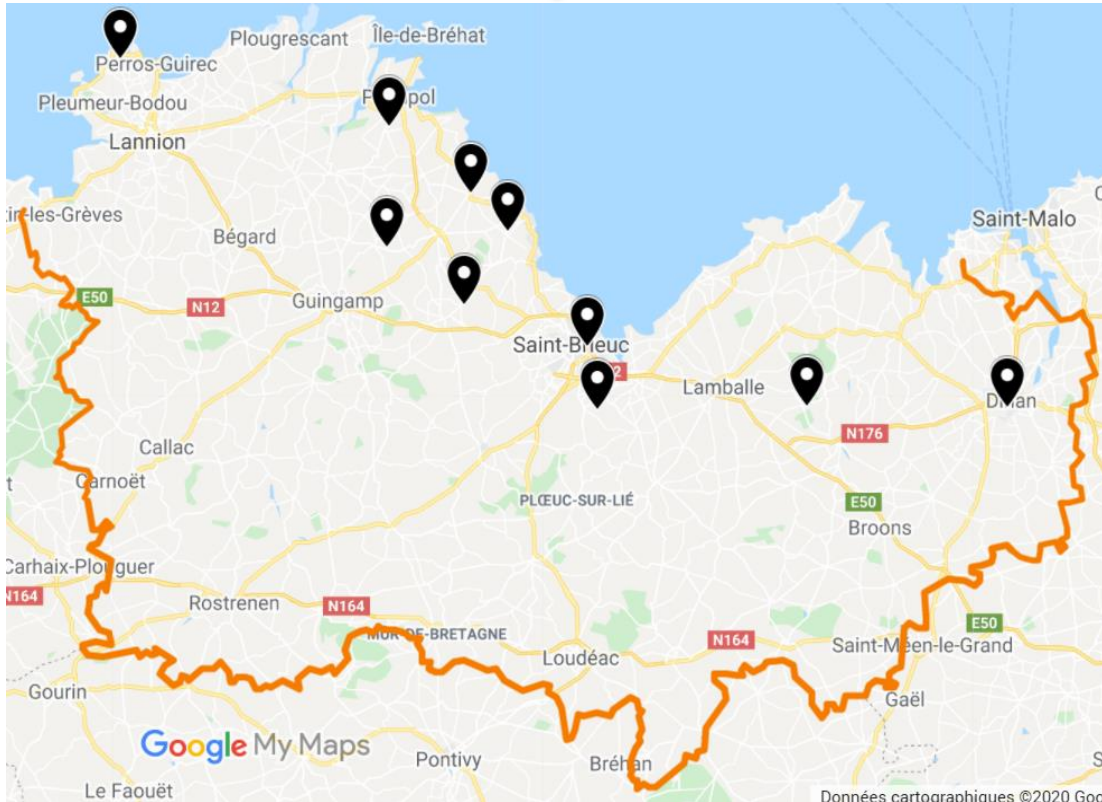 Plougrescant
Île-de-Bréhat
Perros-Guirec
Pleumeur-Bodou
Lannion
Saint-Malo
Bégard
E50
N12
Guingamp
Saint-Brieuc
Lamballe
Dinan
N176
Callac
Carnoët
PLŒUC-SUR-LIÉ
E50
Broons
Carhaix-Plouguer
N164
Rostrenen
N164
MUR-DE-BRETAGNE
E50
N164
Saint-Méen-le-Grand
Loudéac
Gourin
Gaël
Google My Maps
Pontivy
Bréhan
Le Faouët
Données cartographiques ©2020 Goo